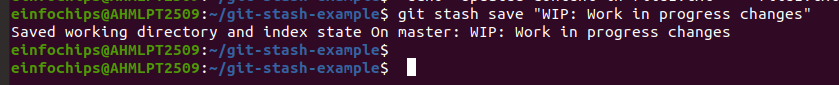 einfochips@AHMLPT2509:~/git-stash-example$ git stash save "WIP: Work in progress changes"
Saved working directory and index state On master: WIP: Work in progress changes
einfochips@AHMLPT2509:~/git-stash-example$
einfochips@AHMLPT2509:~/git-stash-example$